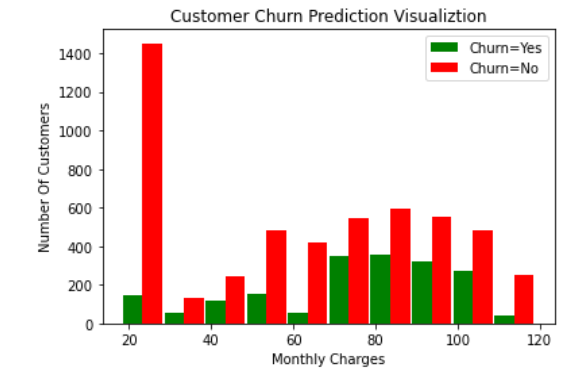 Customer Churn Prediction Visualiztion
Churn=Yes
Churn=No
Number Of Customers
1400
1200
1000
800
600
400
200
0
20 40 60 80 100 120
Monthly Charges